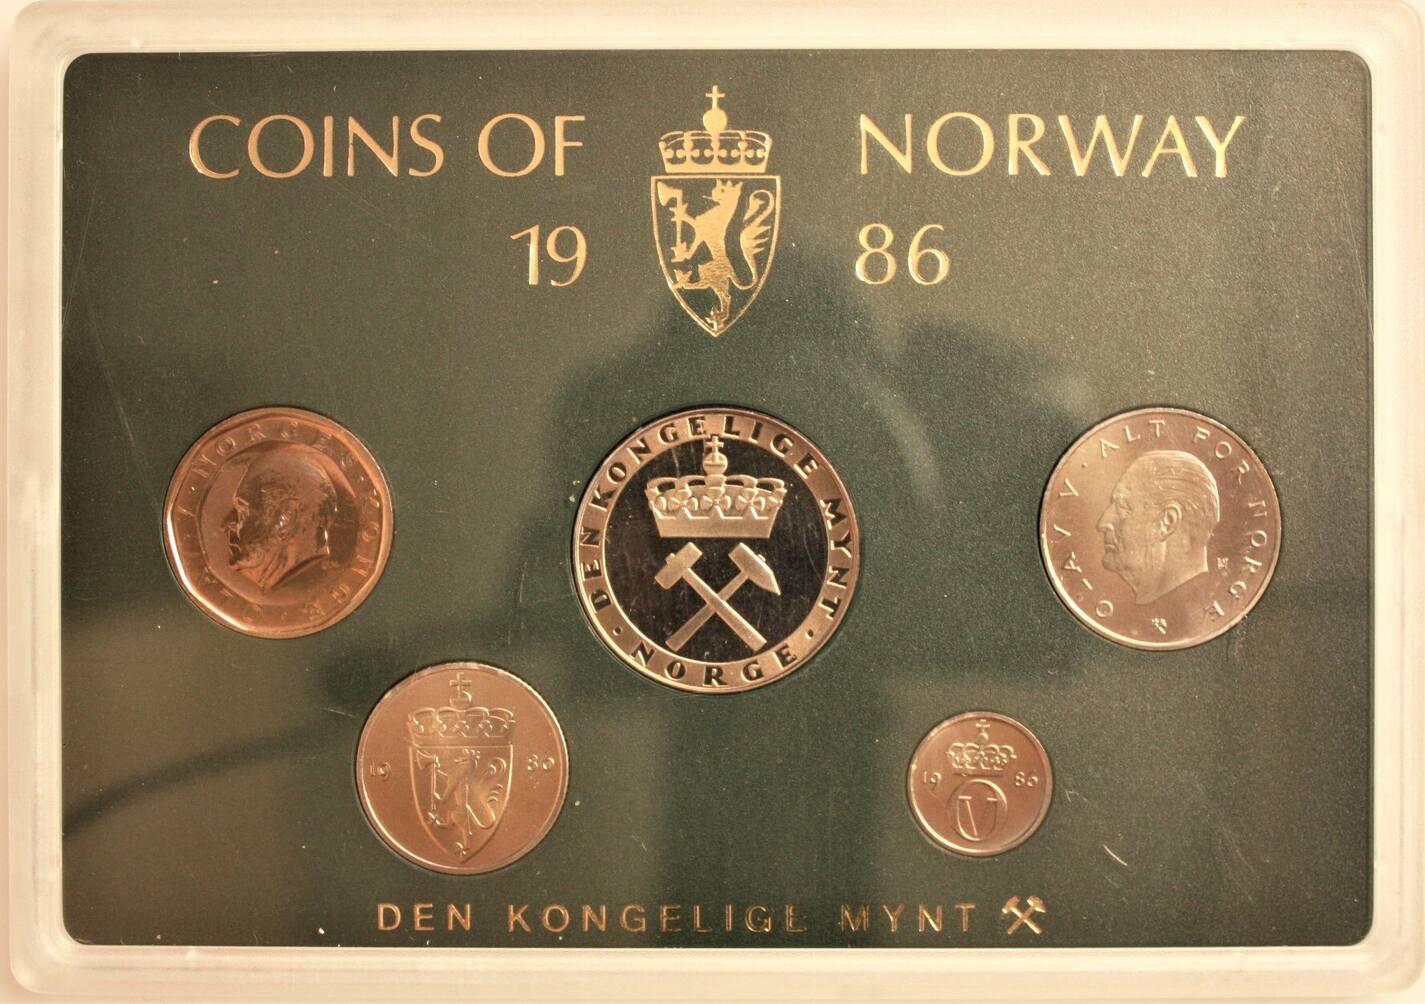 COINS OF NORWAY
19 86
OLAV V · NORGES · KONGE ·
DEN KONGELIGE MYNT
· NORGE ·
OLAV V · ALT FOR NORGE
19 86
19 86
DEN KONGELIGE MYNT